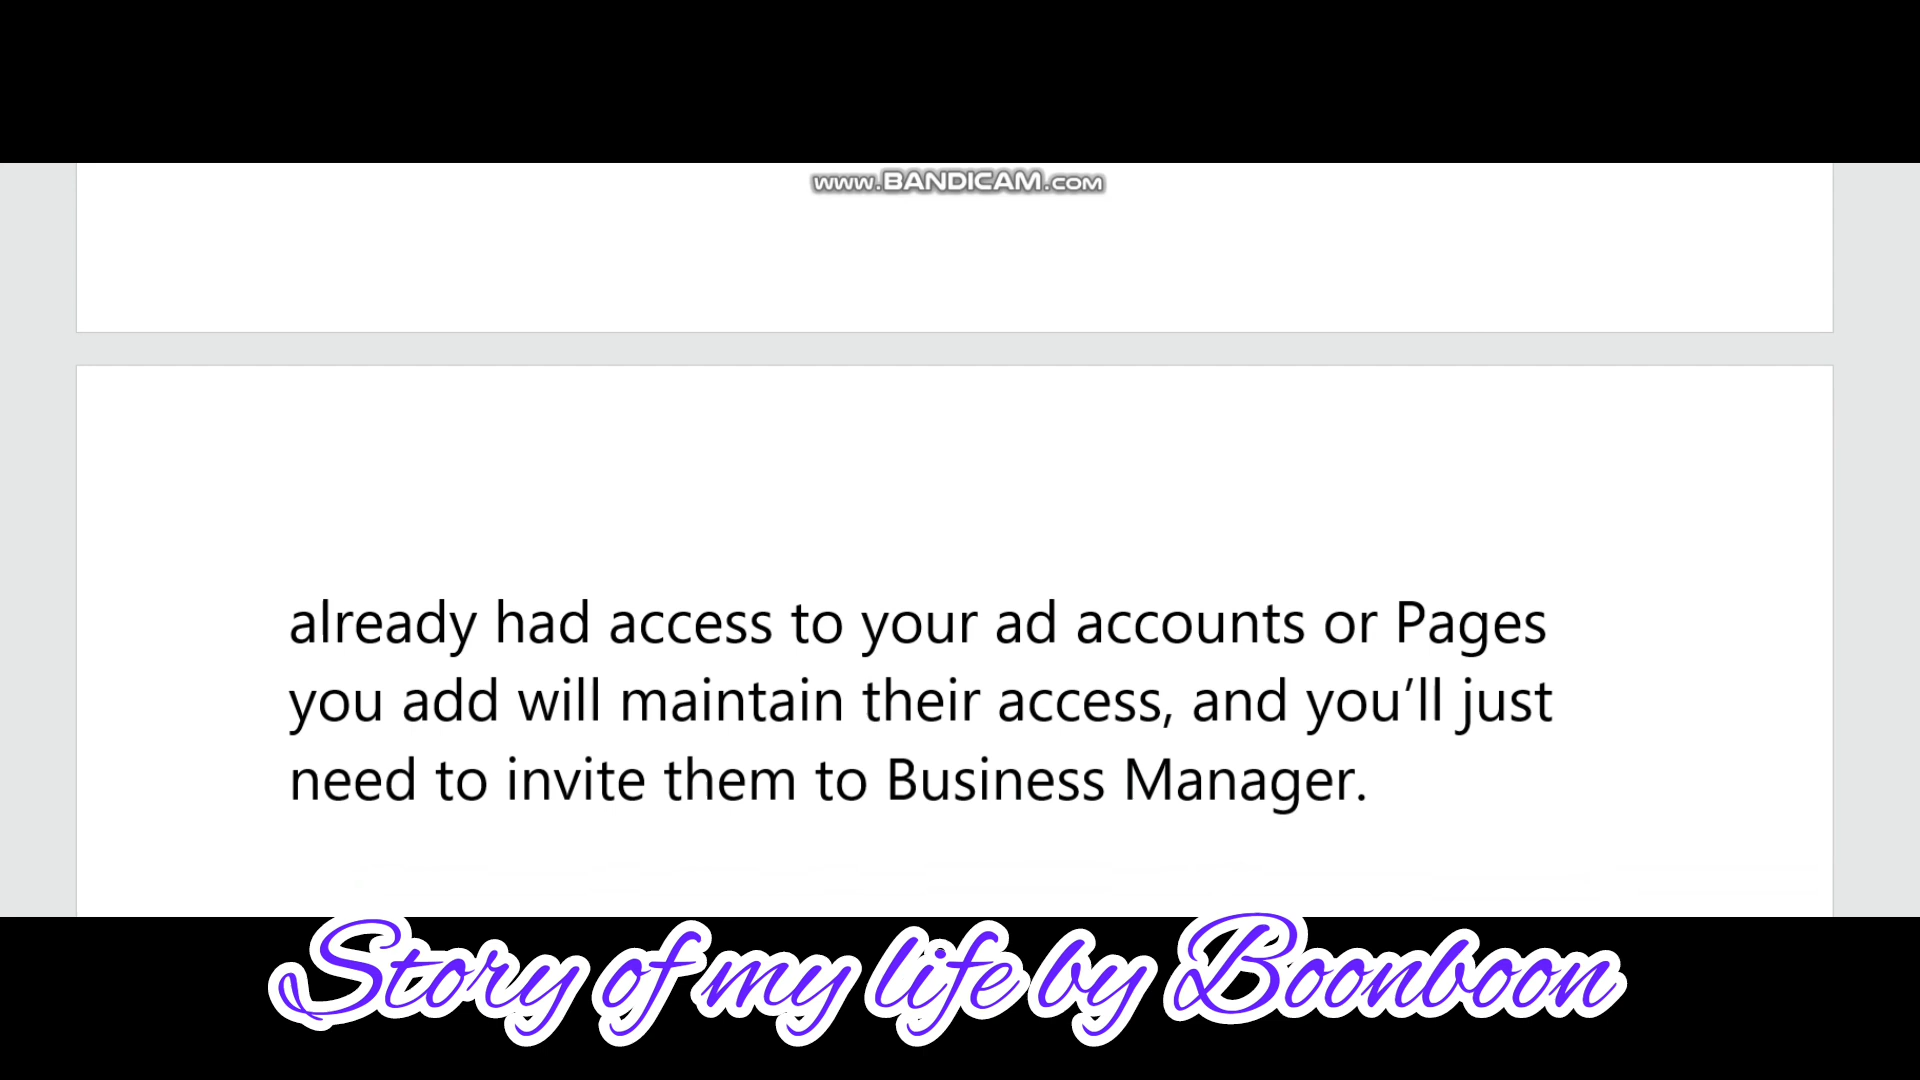 www.BANDICAM.com
already had access to your ad accounts or Pages
you add will maintain their access, and you’ll just
need to invite them to Business Manager.
Story of my life by Boonboon